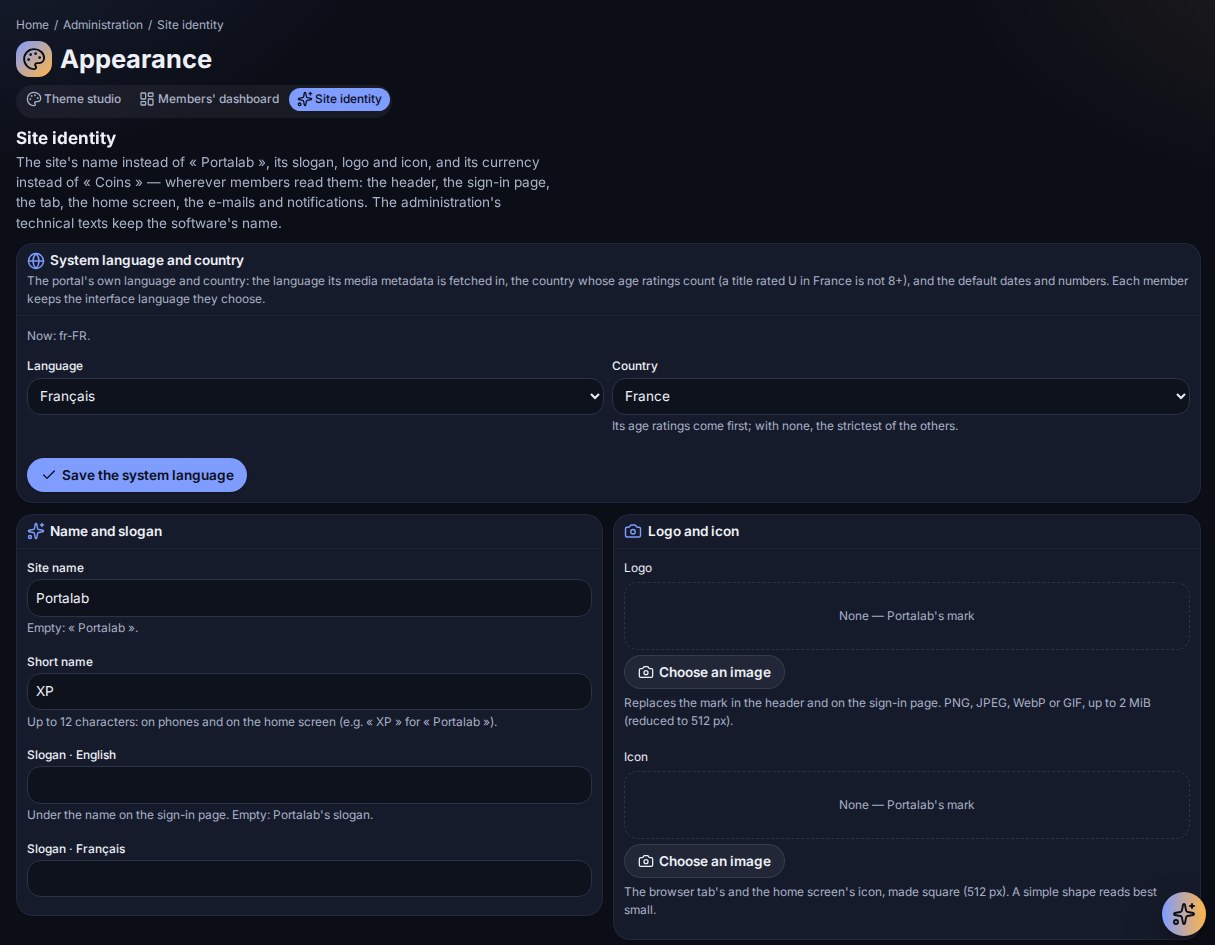 Home / Administration / Site identity
Appearance
Theme studio
Members' dashboard
Site identity
Site identity
The site's name instead of « Portalab », its slogan, logo and icon, and its currency
instead of « Coins » — wherever members read them: the header, the sign-in page,
the tab, the home screen, the e-mails and notifications. The administration's
technical texts keep the software's name.
System language and country
The portal's own language and country: the language its media metadata is fetched in, the country whose age ratings count (a title rated U in France is not 8+), and the default dates and numbers. Each member
keeps the interface language they choose.
Now: fr-FR.
Language
Français
Country
France
Its age ratings come first; with none, the strictest of the others.
Save the system language
Name and slogan
Site name
Portalab
Empty: « Portalab ».
Short name
XP
Up to 12 characters: on phones and on the home screen (e.g. « XP » for « Portalab »).
Slogan · English
Under the name on the sign-in page. Empty: Portalab's slogan.
Slogan · Français
Logo and icon
Logo
None — Portalab's mark
Choose an image
Replaces the mark in the header and on the sign-in page. PNG, JPEG, WebP or GIF, up to 2 MiB
(reduced to 512 px).
Icon
None — Portalab's mark
Choose an image
The browser tab's and the home screen's icon, made square (512 px). A simple shape reads best
small.